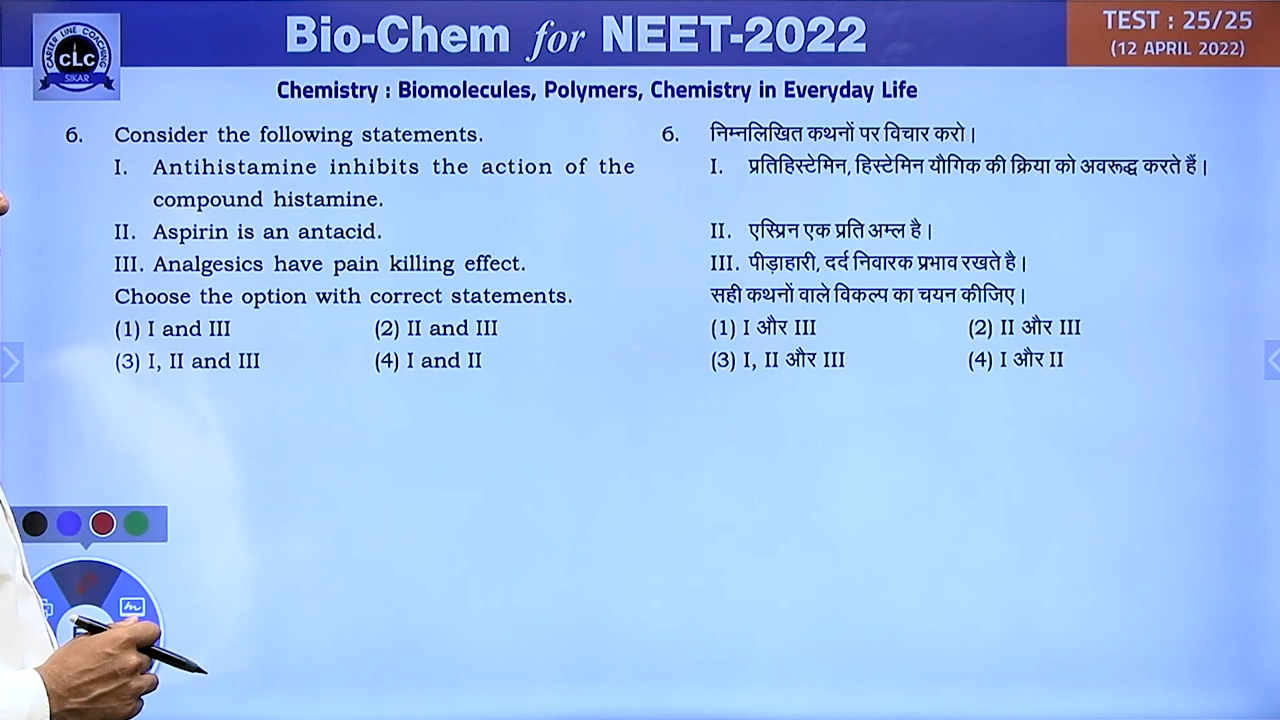 Bio-Chem for NEET-2022
TEST : 25/25
(12 APRIL 2022)
CAREER LINE COACHING
CLC
SIKAR
Chemistry : Biomolecules, Polymers, Chemistry in Everyday Life
6. Consider the following statements.
I. Antihistamine inhibits the action of the
compound histamine.
II. Aspirin is an antacid.
III. Analgesics have pain killing effect.
Choose the option with correct statements.
(1) I and III (2) II and III
(3) I, II and III (4) I and II
6. निम्नलिखित कथनों पर विचार करो।
I. प्रतिहिस्टेमिन, हिस्टेमिन यौगिक की क्रिया को अवरूद्ध करते हैं।
II. एस्प्रिन एक प्रति अम्ल है।
III. पीड़ाहारी, दर्द निवारक प्रभाव रखते है।
सही कथनों वाले विकल्प का चयन कीजिए।
(1) I और III (2) II और III
(3) I, II और III (4) I और II